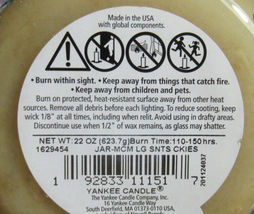 Made in the USA
with global components.
• Burn within sight. • Keep away from things that catch fire.
• Keep away from children and pets.
Burn on protected, heat-resistant surface away from other heat
sources. Remove all debris before each lighting. To reduce sooting, keep
wick 1/8" at all times, including when relit. Avoid using in drafty areas.
Discontinue use when 1/2" of wax remains, as glass may shatter.
NET WT: 22 OZ (623.7g)Burn Time:110-150hrs.
1629454 JAR-MCM LG SNTS CKIES
1 92833 11151 7
201124037
YANKEE CANDLE®
The Yankee Candle Company, Inc.
16 Yankee Candle Way
South Deerfield, MA 01373-0110 USA